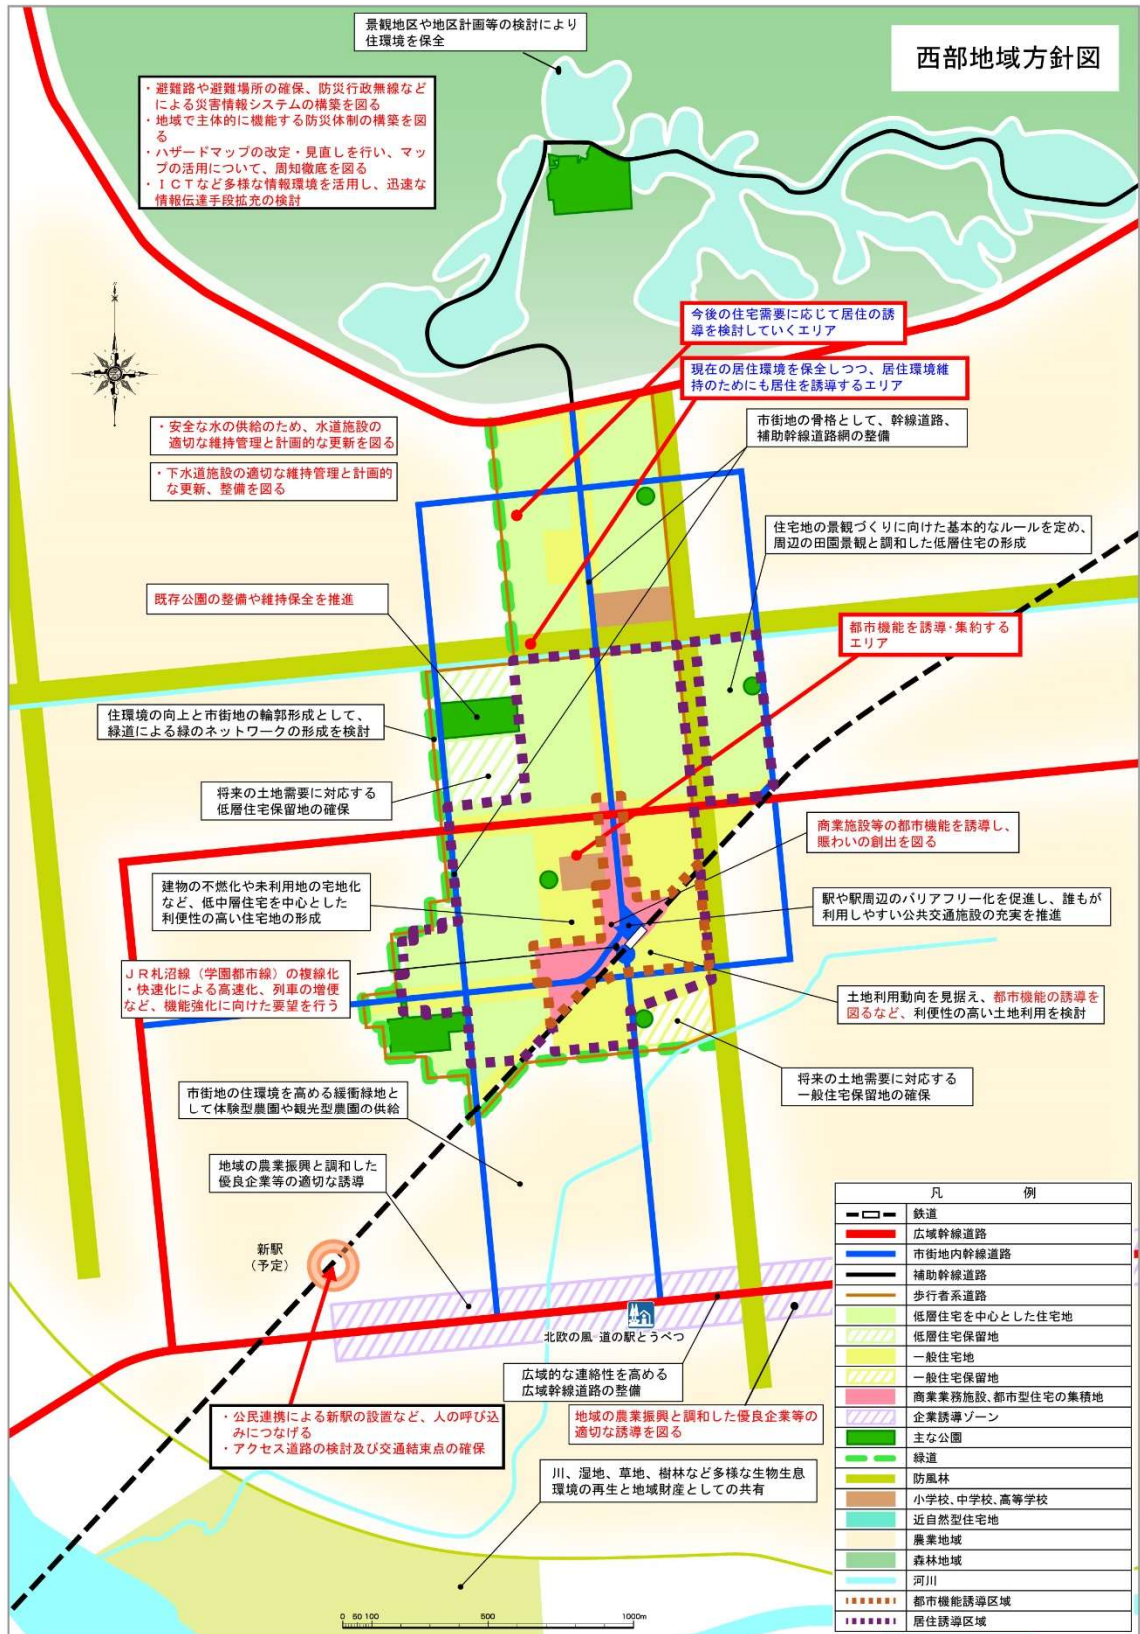 西部地域方針図
景観地区や地区計画等の検討により
住環境を保全
・避難路や避難場所の確保、防災行政無線など
による災害情報システムの構築を図る
・地域で主体的に機能する防災体制の構築を図
る
・ハザードマップの改定・見直しを行い、マッ
プの活用について、周知徹底を図る
・ICTなど多様な情報環境を活用し、迅速な
情報伝達手段拡充の検討
今後の住宅需要に応じて居住の誘
導を検討していくエリア
現在の居住環境を保全しつつ、居住環境維
持のためにも居住を誘導するエリア
市街地の骨格として、幹線道路、
補助幹線道路網の整備
・安全な水の供給のため、水道施設の
適切な維持管理と計画的な更新を図る
・下水道施設の適切な維持管理と計画的
な更新、整備を図る
住宅地の景観づくりに向けた基本的なルールを定め、
周辺の田園景観と調和した低層住宅の形成
既存公園の整備や維持保全を推進
都市機能を誘導・集約する
エリア
住環境の向上と市街地の輪郭形成として、
緑道による緑のネットワークの形成を検討
将来の土地需要に対応する
低層住宅保留地の確保
商業施設等の都市機能を誘導し、
賑わいの創出を図る
建物の不燃化や未利用地の宅地化
など、低中層住宅を中心とした
利便性の高い住宅地の形成
駅や駅周辺のバリアフリー化を促進し、誰もが
利用しやすい公共交通施設の充実を推進
JR札沼線（学園都市線）の複線化
・快速化による高速化、列車の増便
など、機能強化に向けた要望を行う
土地利用動向を見据え、都市機能の誘導を
図るなど、利便性の高い土地利用を検討
将来の土地需要に対応する
一般住宅保留地の確保
市街地の住環境を高める緩衝緑地と
して体験型農園や観光型農園の供給
地域の農業振興と調和した
優良企業等の適切な誘導
新駅
（予定）
北欧の風 道の駅とうべつ
広域的な連絡性を高める
広域幹線道路の整備
・公民連携による新駅の設置など、人の呼び込
みにつなげる
・アクセス道路の検討及び交通結束点の確保
地域の農業振興と調和した優良企業等の
適切な誘導を図る
川、湿地、草地、樹林など多様な生物生息
環境の再生と地域財産としての共有
凡　例
鉄道
広域幹線道路
市街地内幹線道路
補助幹線道路
歩行者系道路
低層住宅を中心とした住宅地
低層住宅保留地
一般住宅地
一般住宅保留地
商業業務施設、都市型住宅の集積地
企業誘導ゾーン
主な公園
緑道
防風林
小学校、中学校、高等学校
近自然型住宅地
農業地域
森林地域
河川
都市機能誘導区域
居住誘導区域
0 50 100 500 1000m